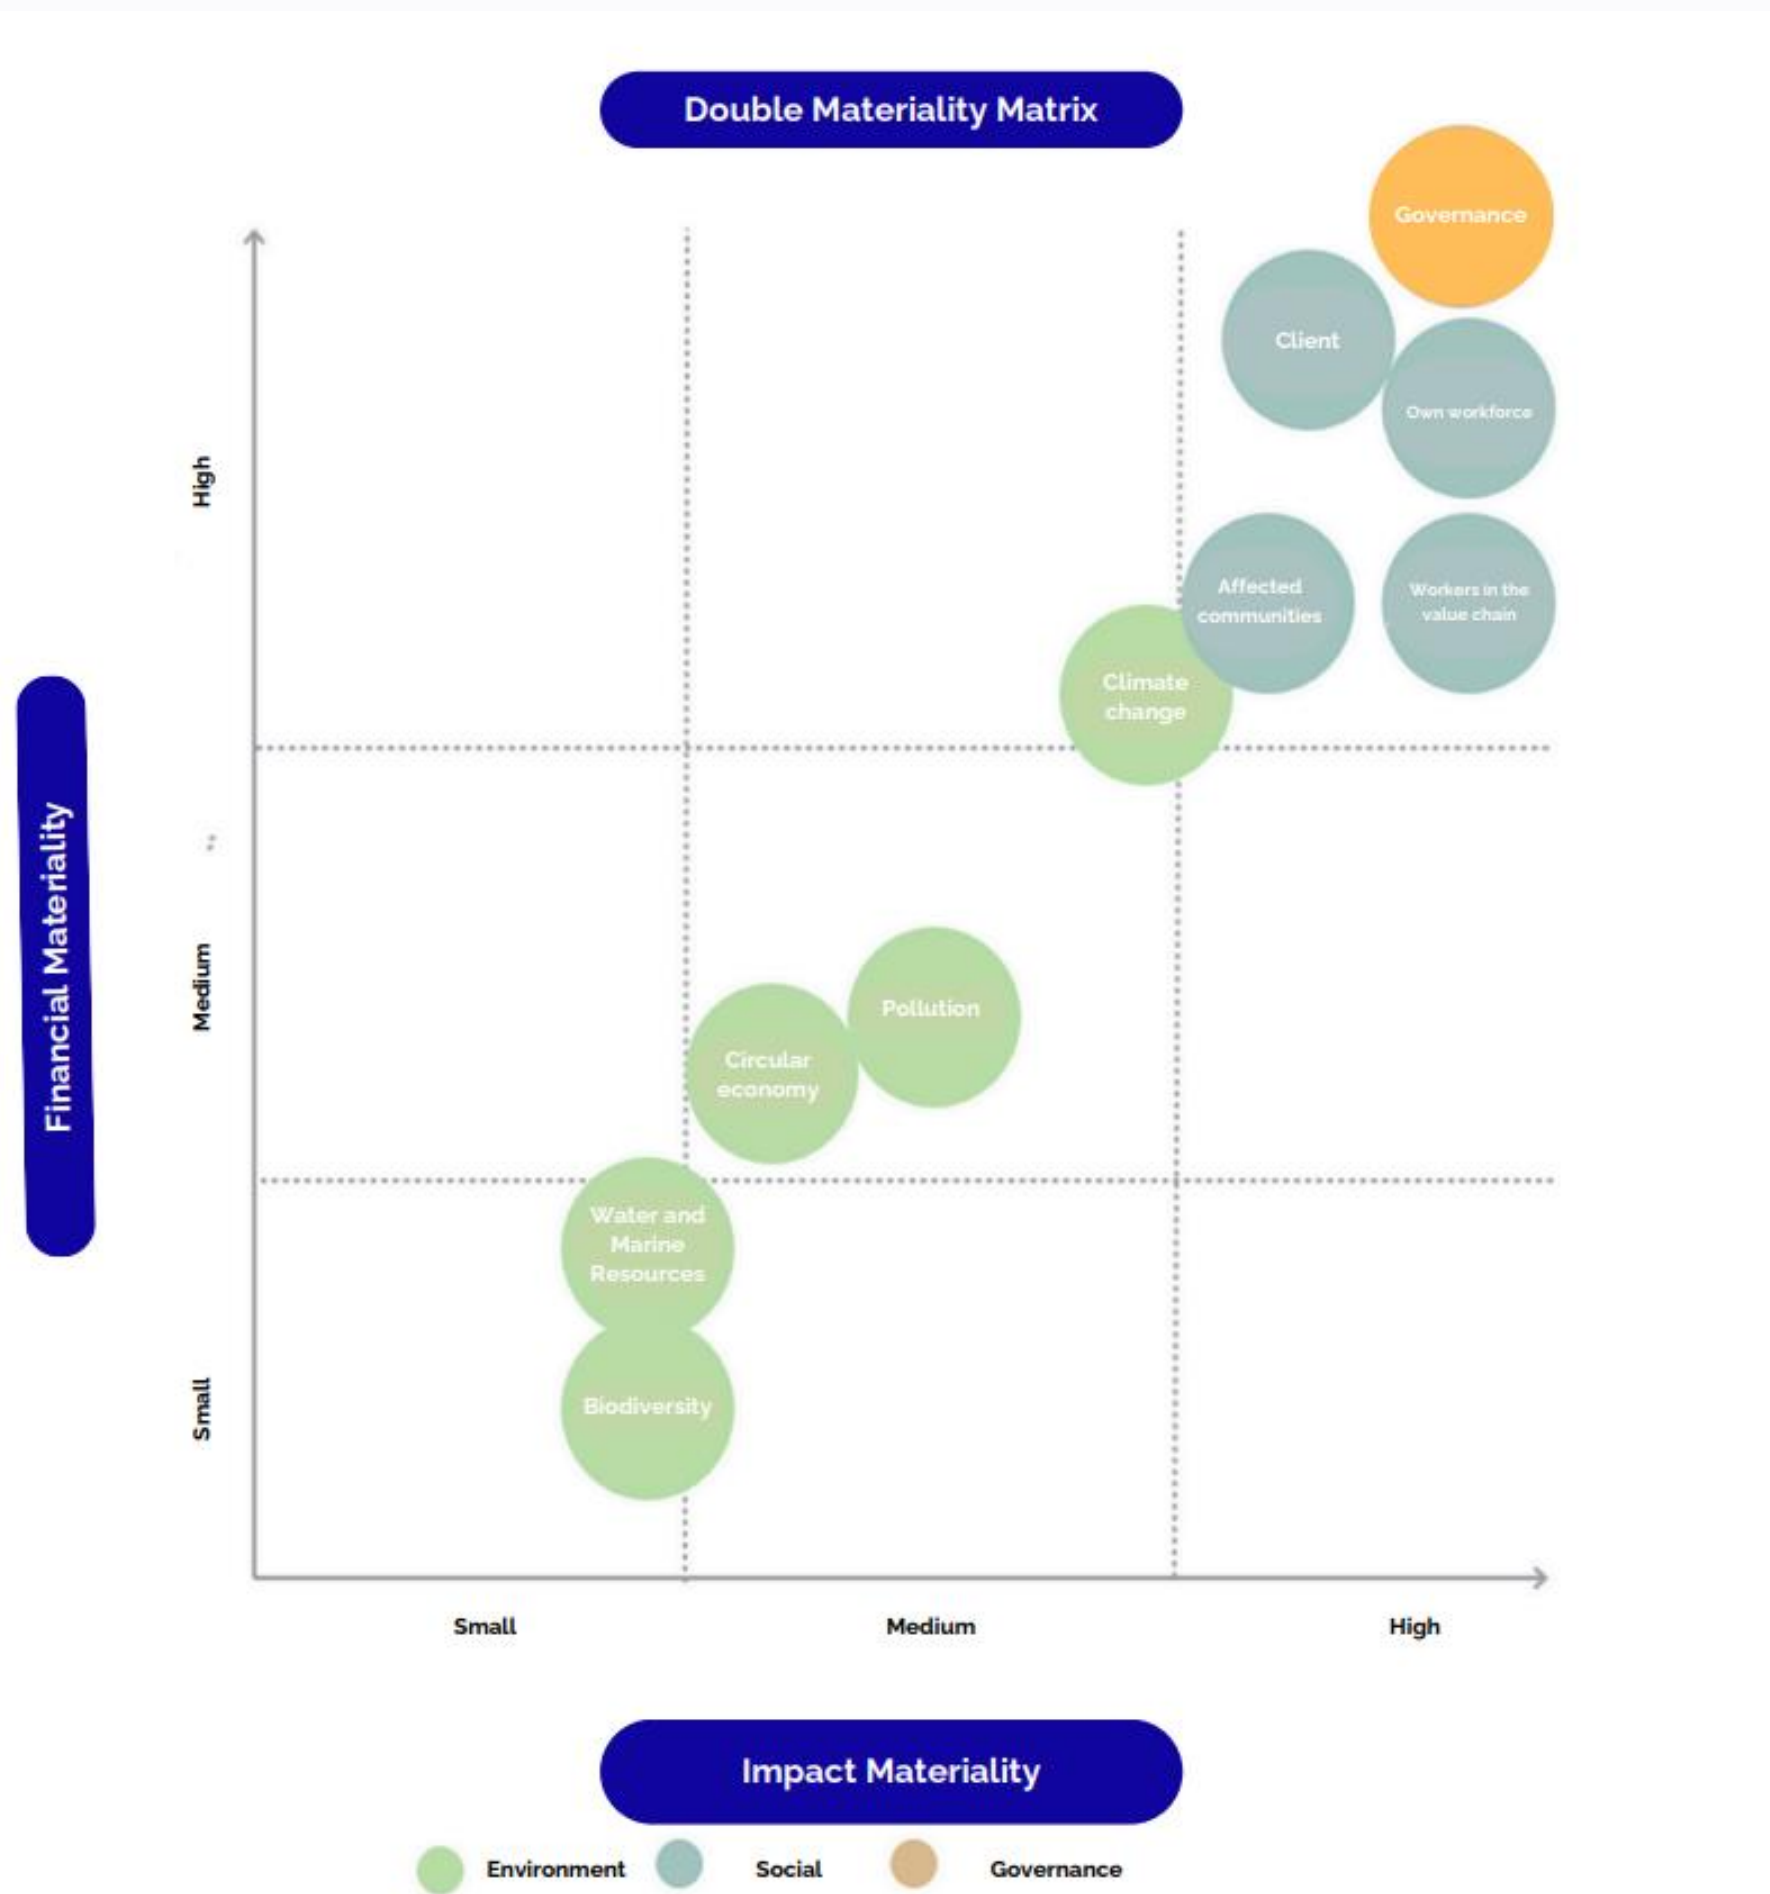 Double Materiality Matrix
Governance
Client
Own workforce
High
Affected
communities
Workers in the
value chain
Climate
change
Financial Materiality
Medium
Pollution
Circular
economy
Water and
Marine
Resources
Small
Biodiversity
Small
Medium
High
Impact Materiality
Environment
Social
Governance